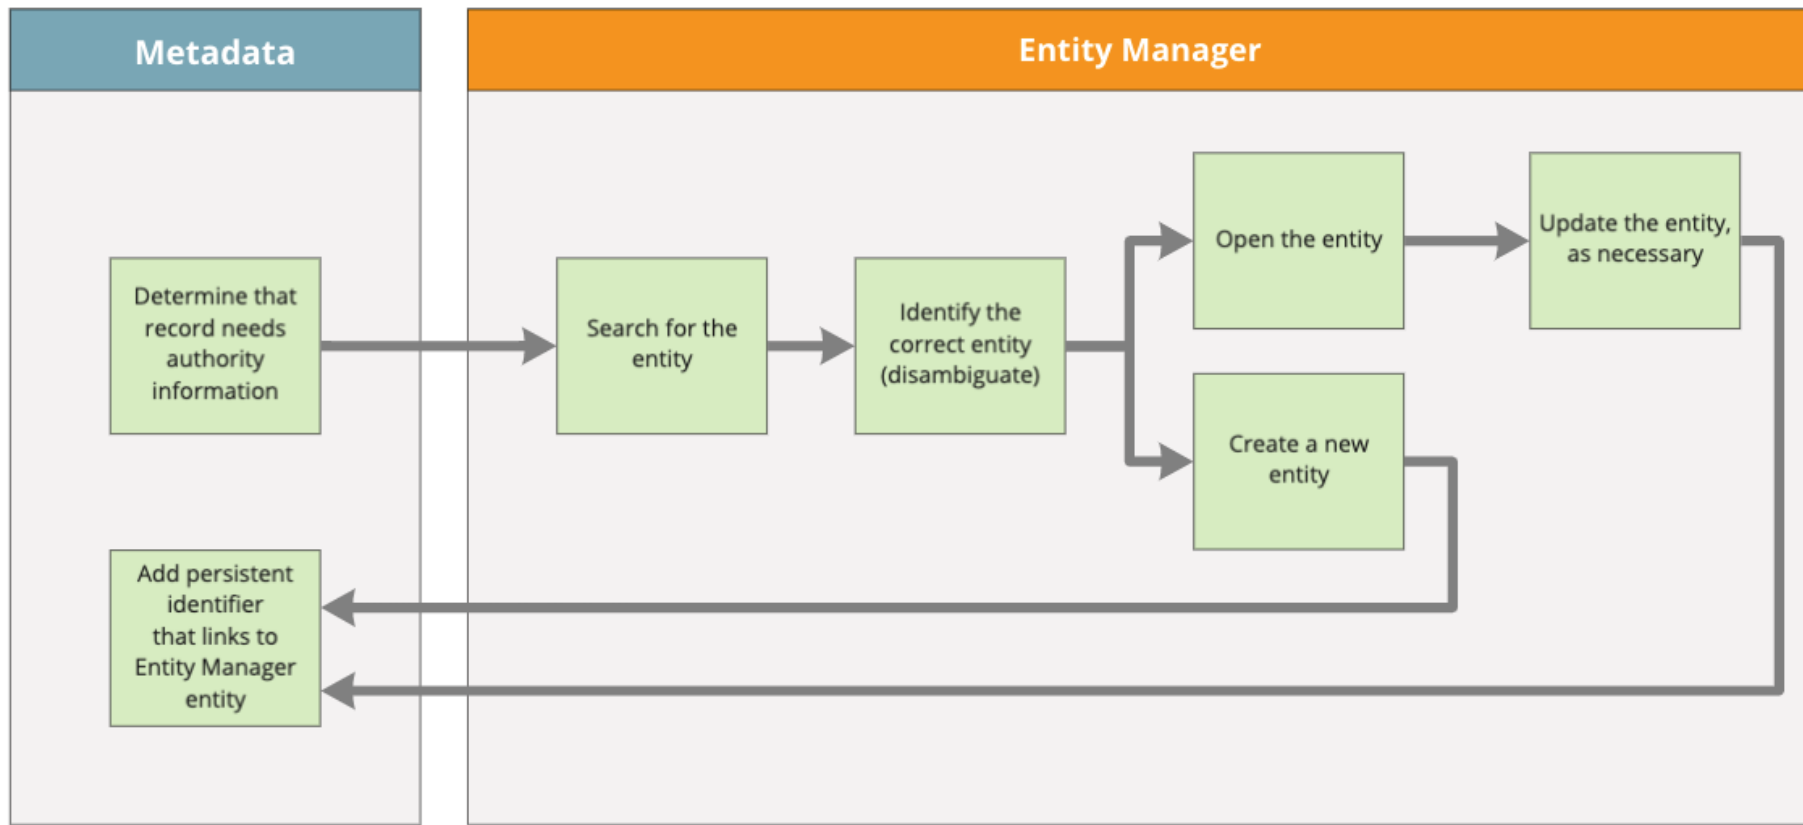 Metadata
Entity Manager
Determine that
record needs
authority
information
Search for the
entity
Identify the
correct entity
(disambiguate)
Open the entity
Update the entity,
as necessary
Create a new
entity
Add persistent
identifier
that links to
Entity Manager
entity